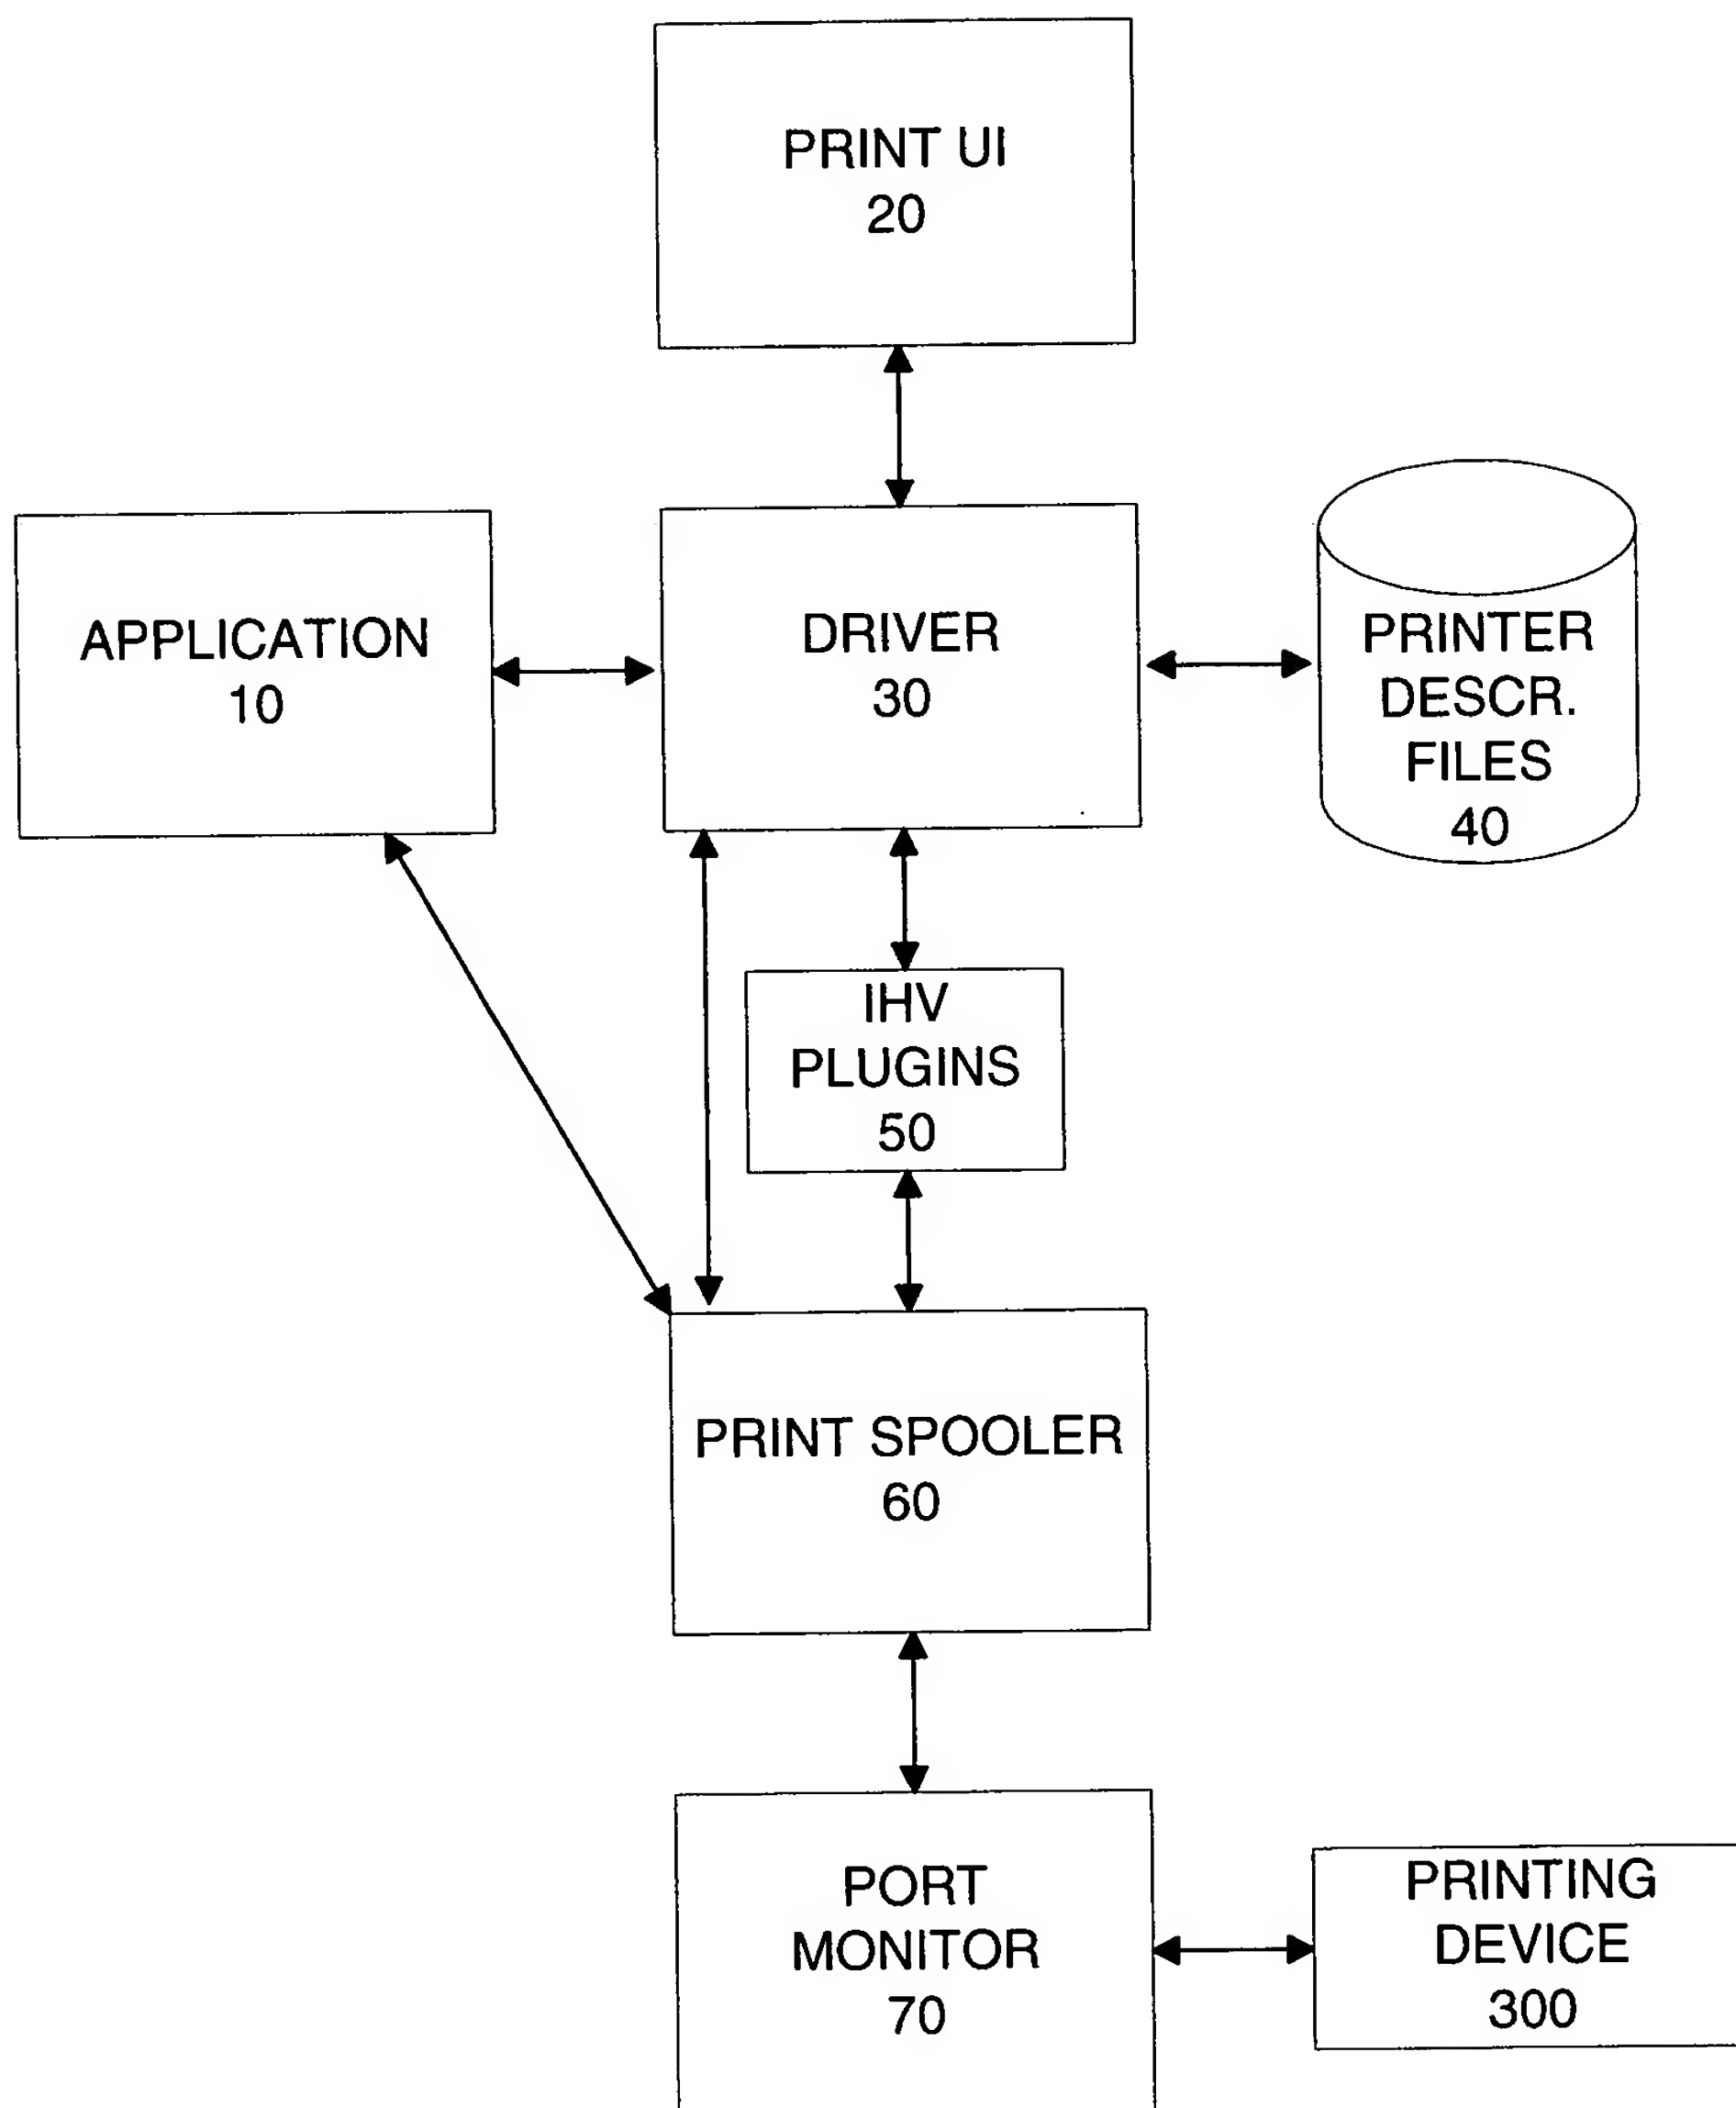 PRINT UI
20
APPLICATION
10
DRIVER
30
PRINTER
DESCR.
FILES
40
IHV
PLUGINS
50
PRINT SPOOLER
60
PORT
MONITOR
70
PRINTING
DEVICE
300